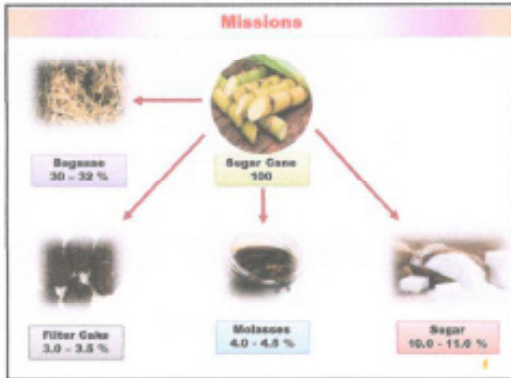 Missions
Bagasse
30 – 32 %
Sugar Cane
100
Filter Cake
3.0 – 3.5 %
Molasses
4.0 – 4.5 %
Sugar
10.0 – 11.0 %